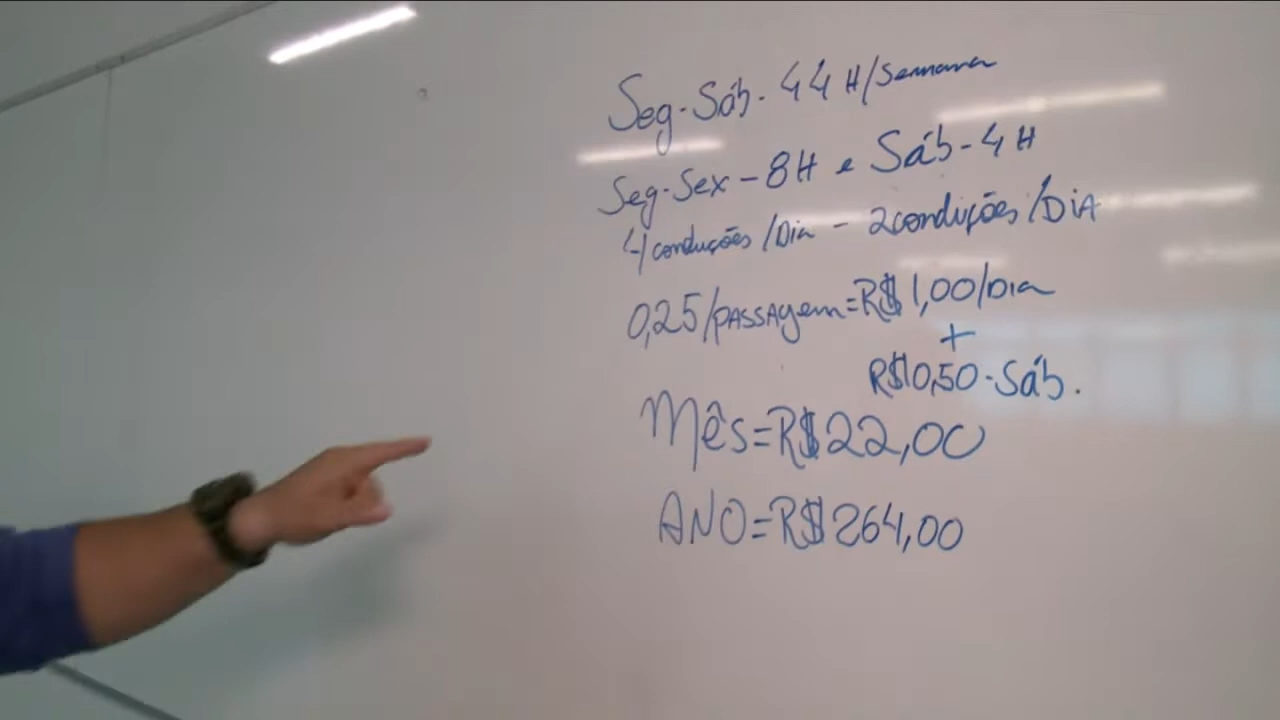 Seg-Sáb. 44H/Semana
Seg-Sex - 8H e Sáb-4H
4/conduções/Dia - 2conduções/DiA
0,25/PASSAgem=R$1,00/Dia
+
R$0,50-Sáb.
Mês=R$22,00
ANO=R$264,00